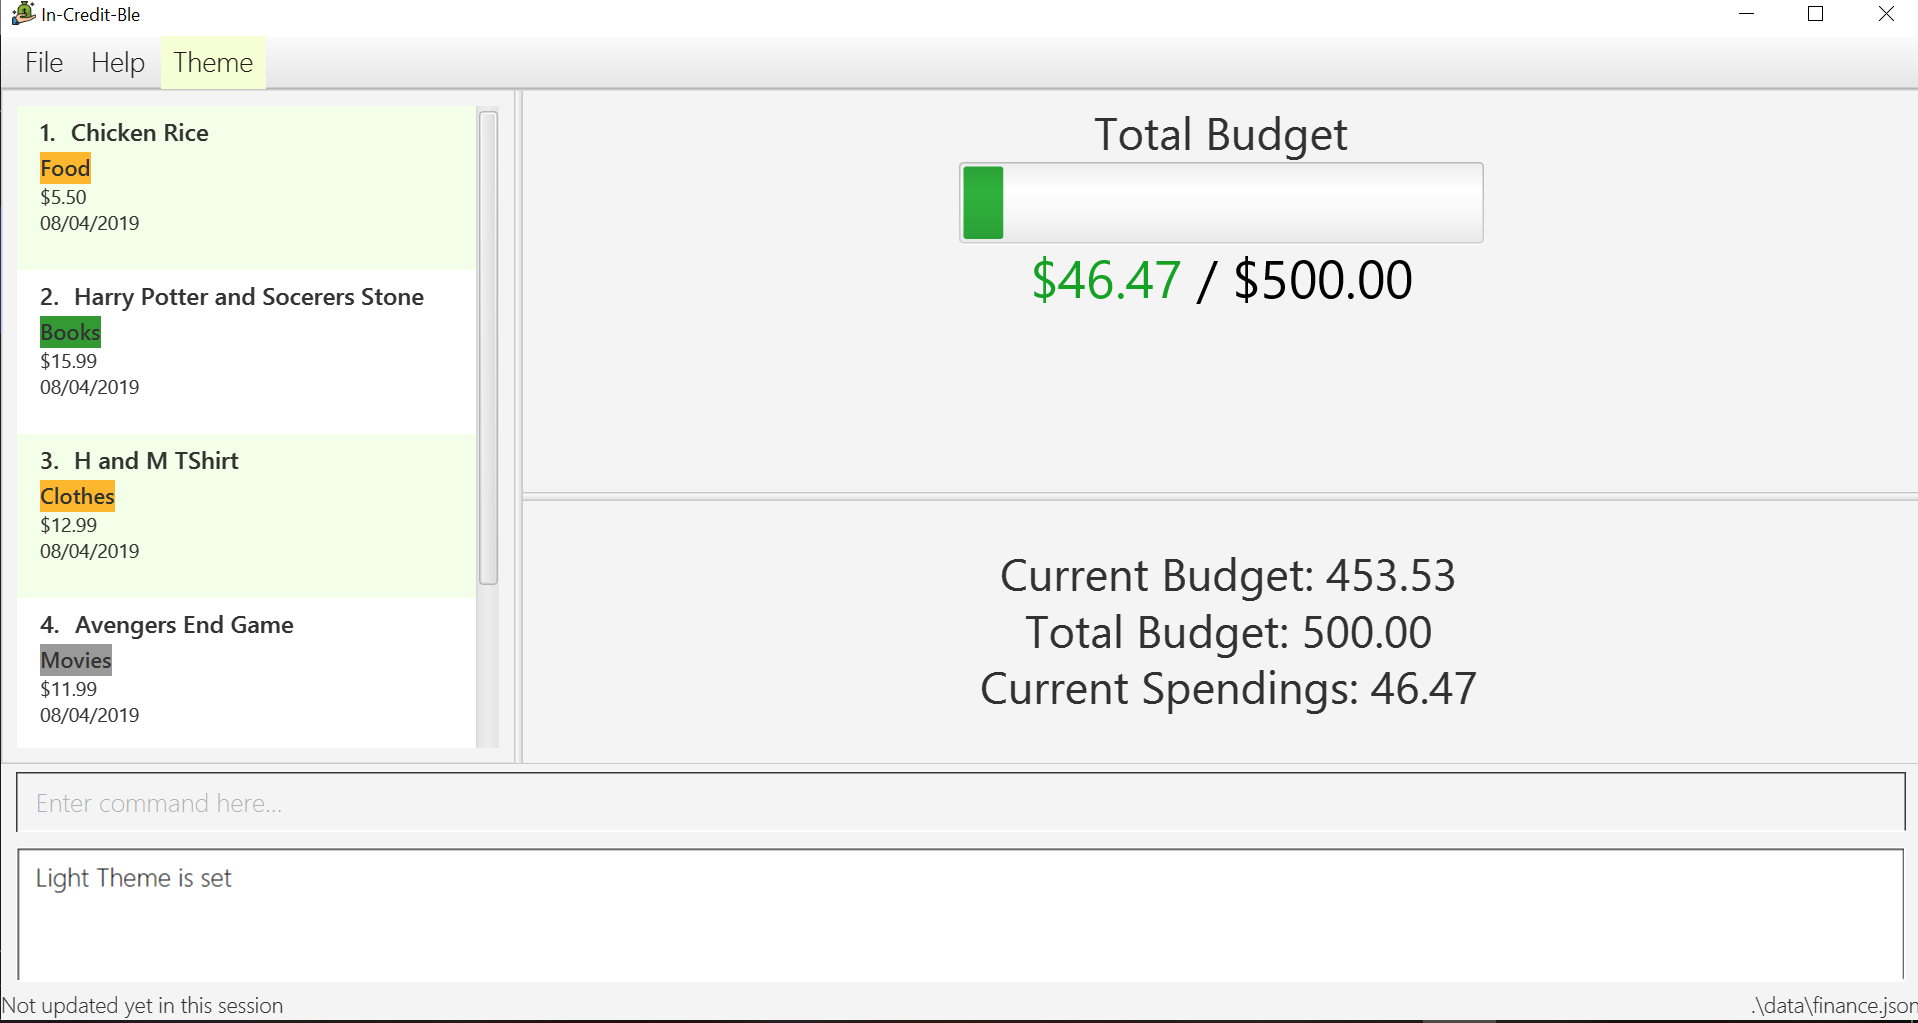 In-Credit-Ble
File Help Theme
1. Chicken Rice
Food
$5.50
08/04/2019
2. Harry Potter and Socerers Stone
Books
$15.99
08/04/2019
3. H and M TShirt
Clothes
$12.99
08/04/2019
4. Avengers End Game
Movies
$11.99
08/04/2019
Total Budget
$46.47 / $500.00
Current Budget: 453.53
Total Budget: 500.00
Current Spendings: 46.47
Enter command here...
Light Theme is set
Not updated yet in this session
.\data\finance.json